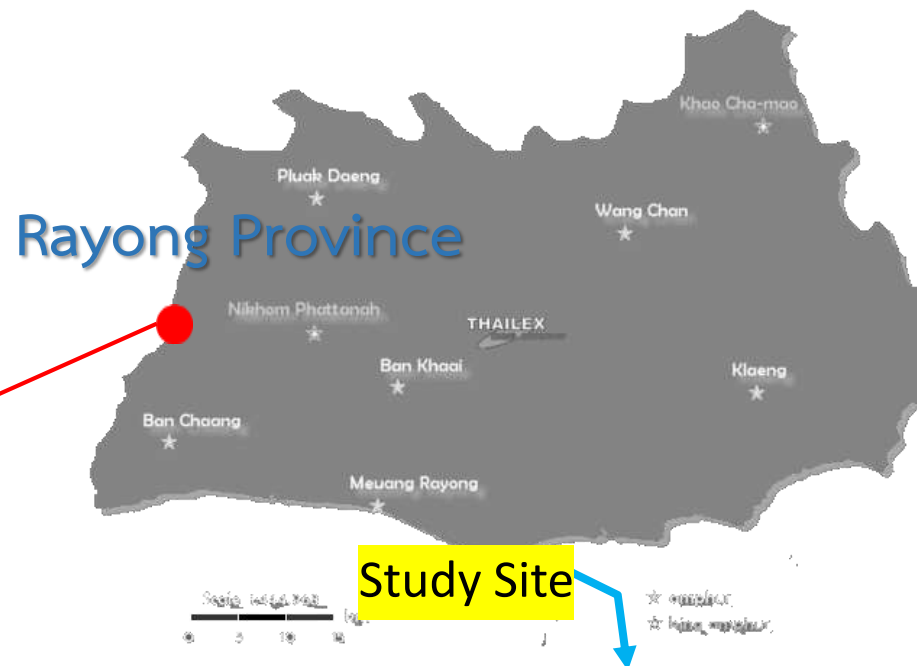 Khao Cha-mao
Pluak Daeng
Wang Chan
Rayong Province
Nikhom Phattanah
THAILEX
Ban Khaai
Klaeng
Ban Chaang
Meuang Rayong
Study Site